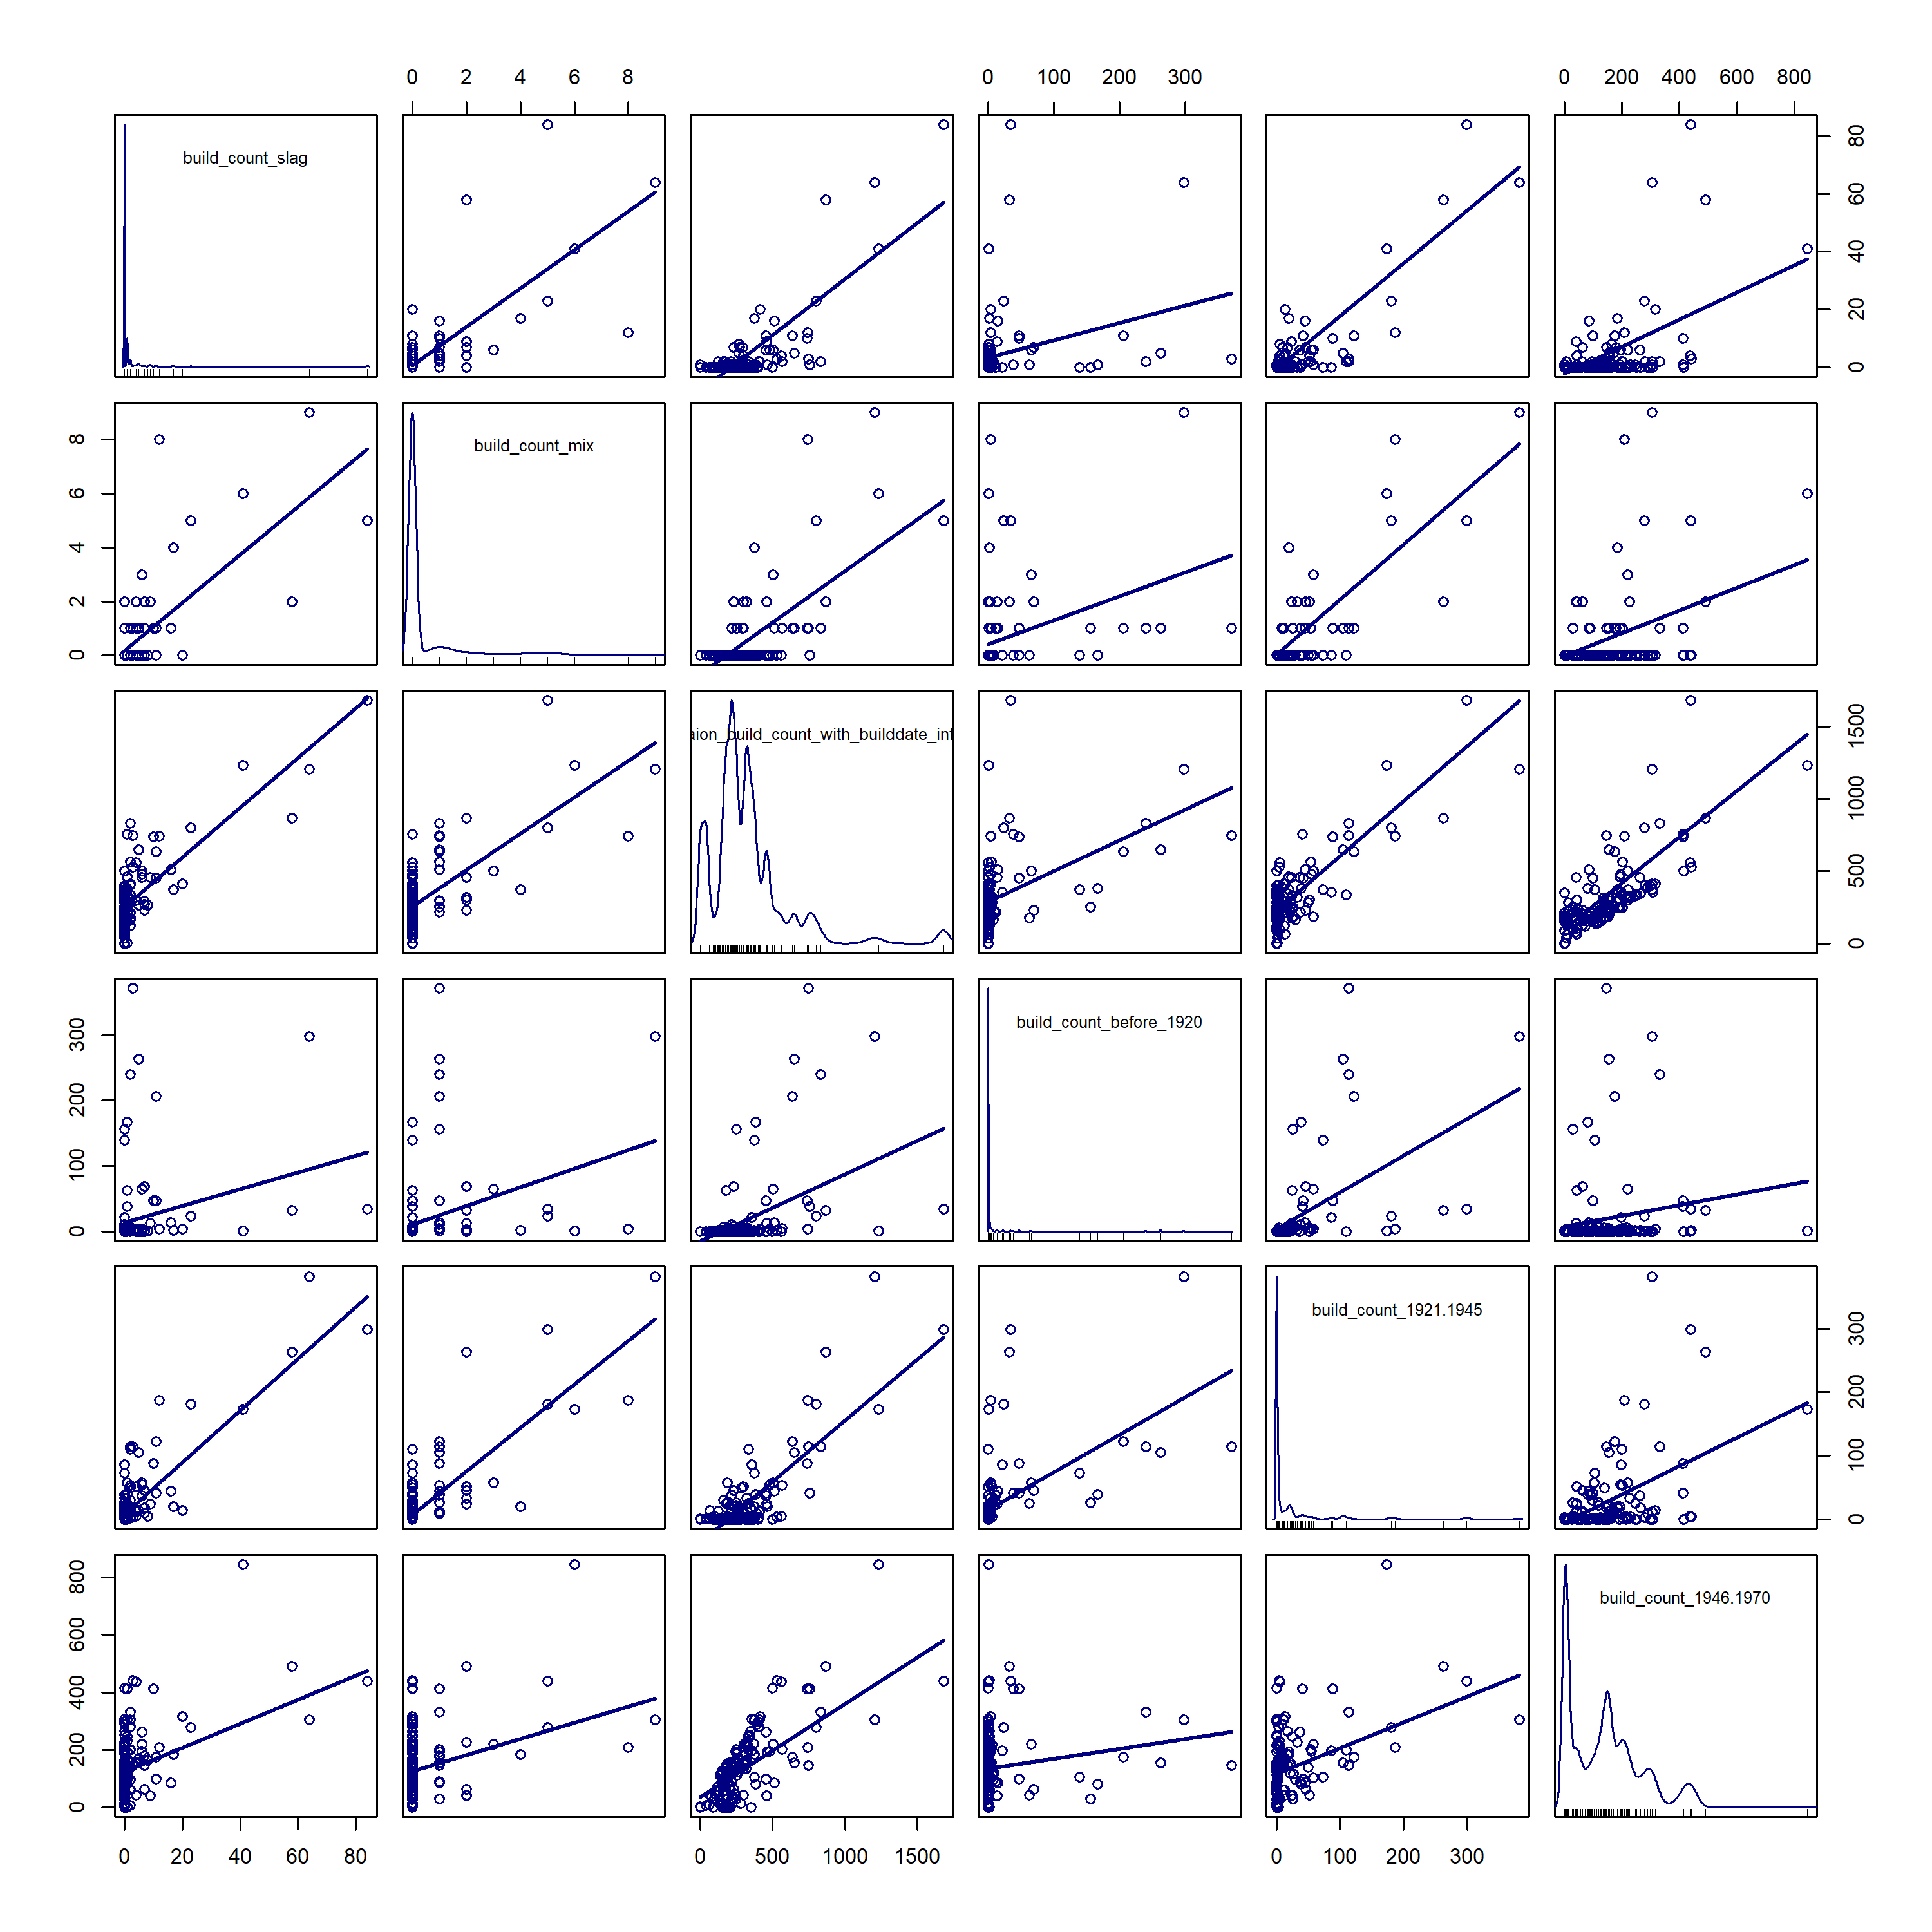 0 2 4 6 8
0 100 200 300
0 200 400 600 800
build_count_slag
0 20 40 60 80
0 2 4 6 8
build_count_mix
aion_build_count_with_builddate_inf
0 500 1000 1500
0 100 200 300
build_count_before_1920
build_count_1921.1945
0 100 200 300
0 200 400 600 800
build_count_1946.1970
0 20 40 60 80
0 500 1000 1500
0 100 200 300